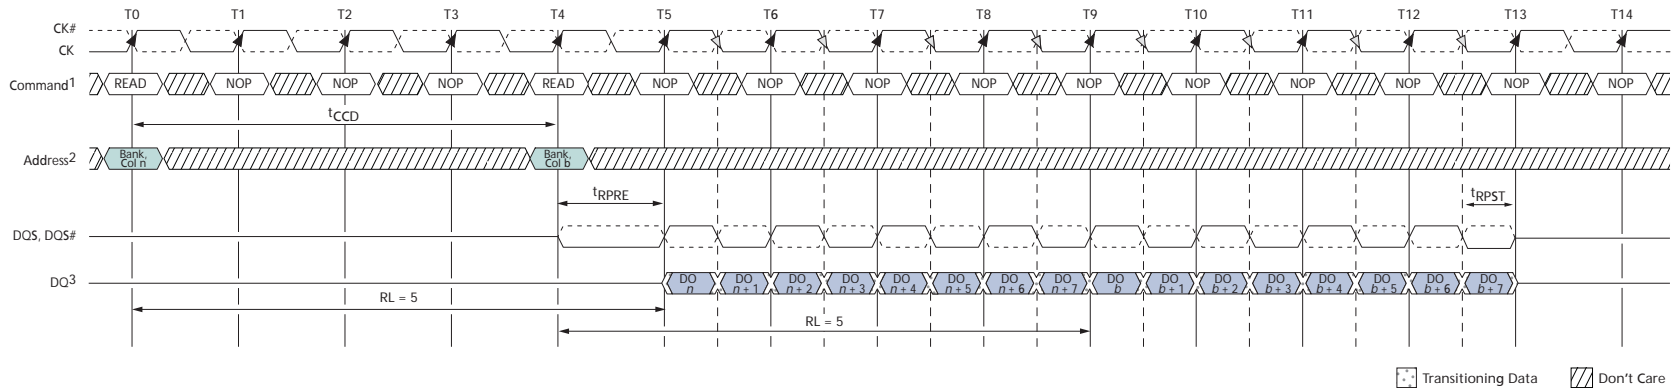 T0 T1 T2 T3 T4 T5 T6 T7 T8 T9 T10 T11 T12 T13 T14
CK#
CK
Command1 READ NOP NOP NOP READ NOP NOP NOP NOP NOP NOP NOP NOP NOP NOP
tCCD
Address2 Bank, Col n Bank, Col b
tRPRE tRPST
DQS, DQS#
DQ3 DO n DO n + 1 DO n + 2 DO n + 3 DO n + 4 DO n + 5 DO n + 6 DO n + 7 DO b DO b + 1 DO b + 2 DO b + 3 DO b + 4 DO b + 5 DO b + 6 DO b + 7
RL = 5
RL = 5
Transitioning Data Don't Care